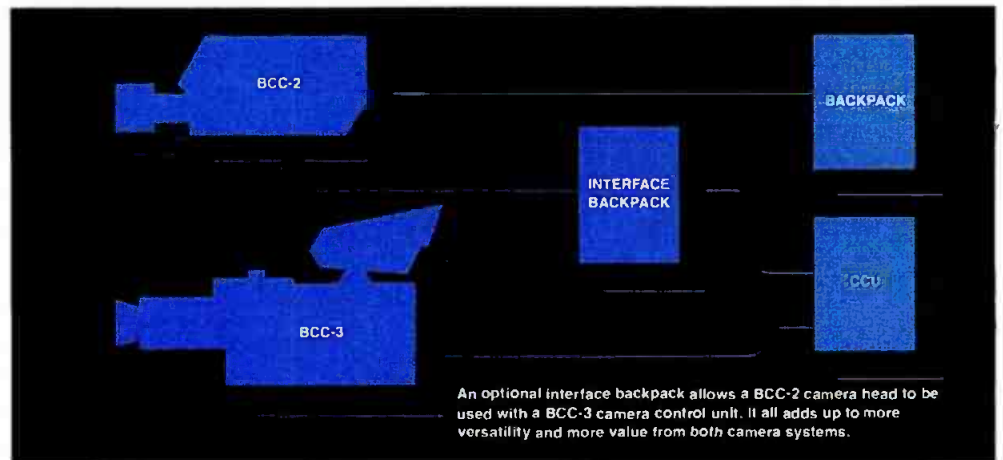 BCC-2
BACKPACK
INTERFACE
BACKPACK
CCU
BCC-3
An optional interface backpack allows a BCC-2 camera head to be
used with a BCC-3 camera control unit. It all adds up to more
versatility and more value from both camera systems.